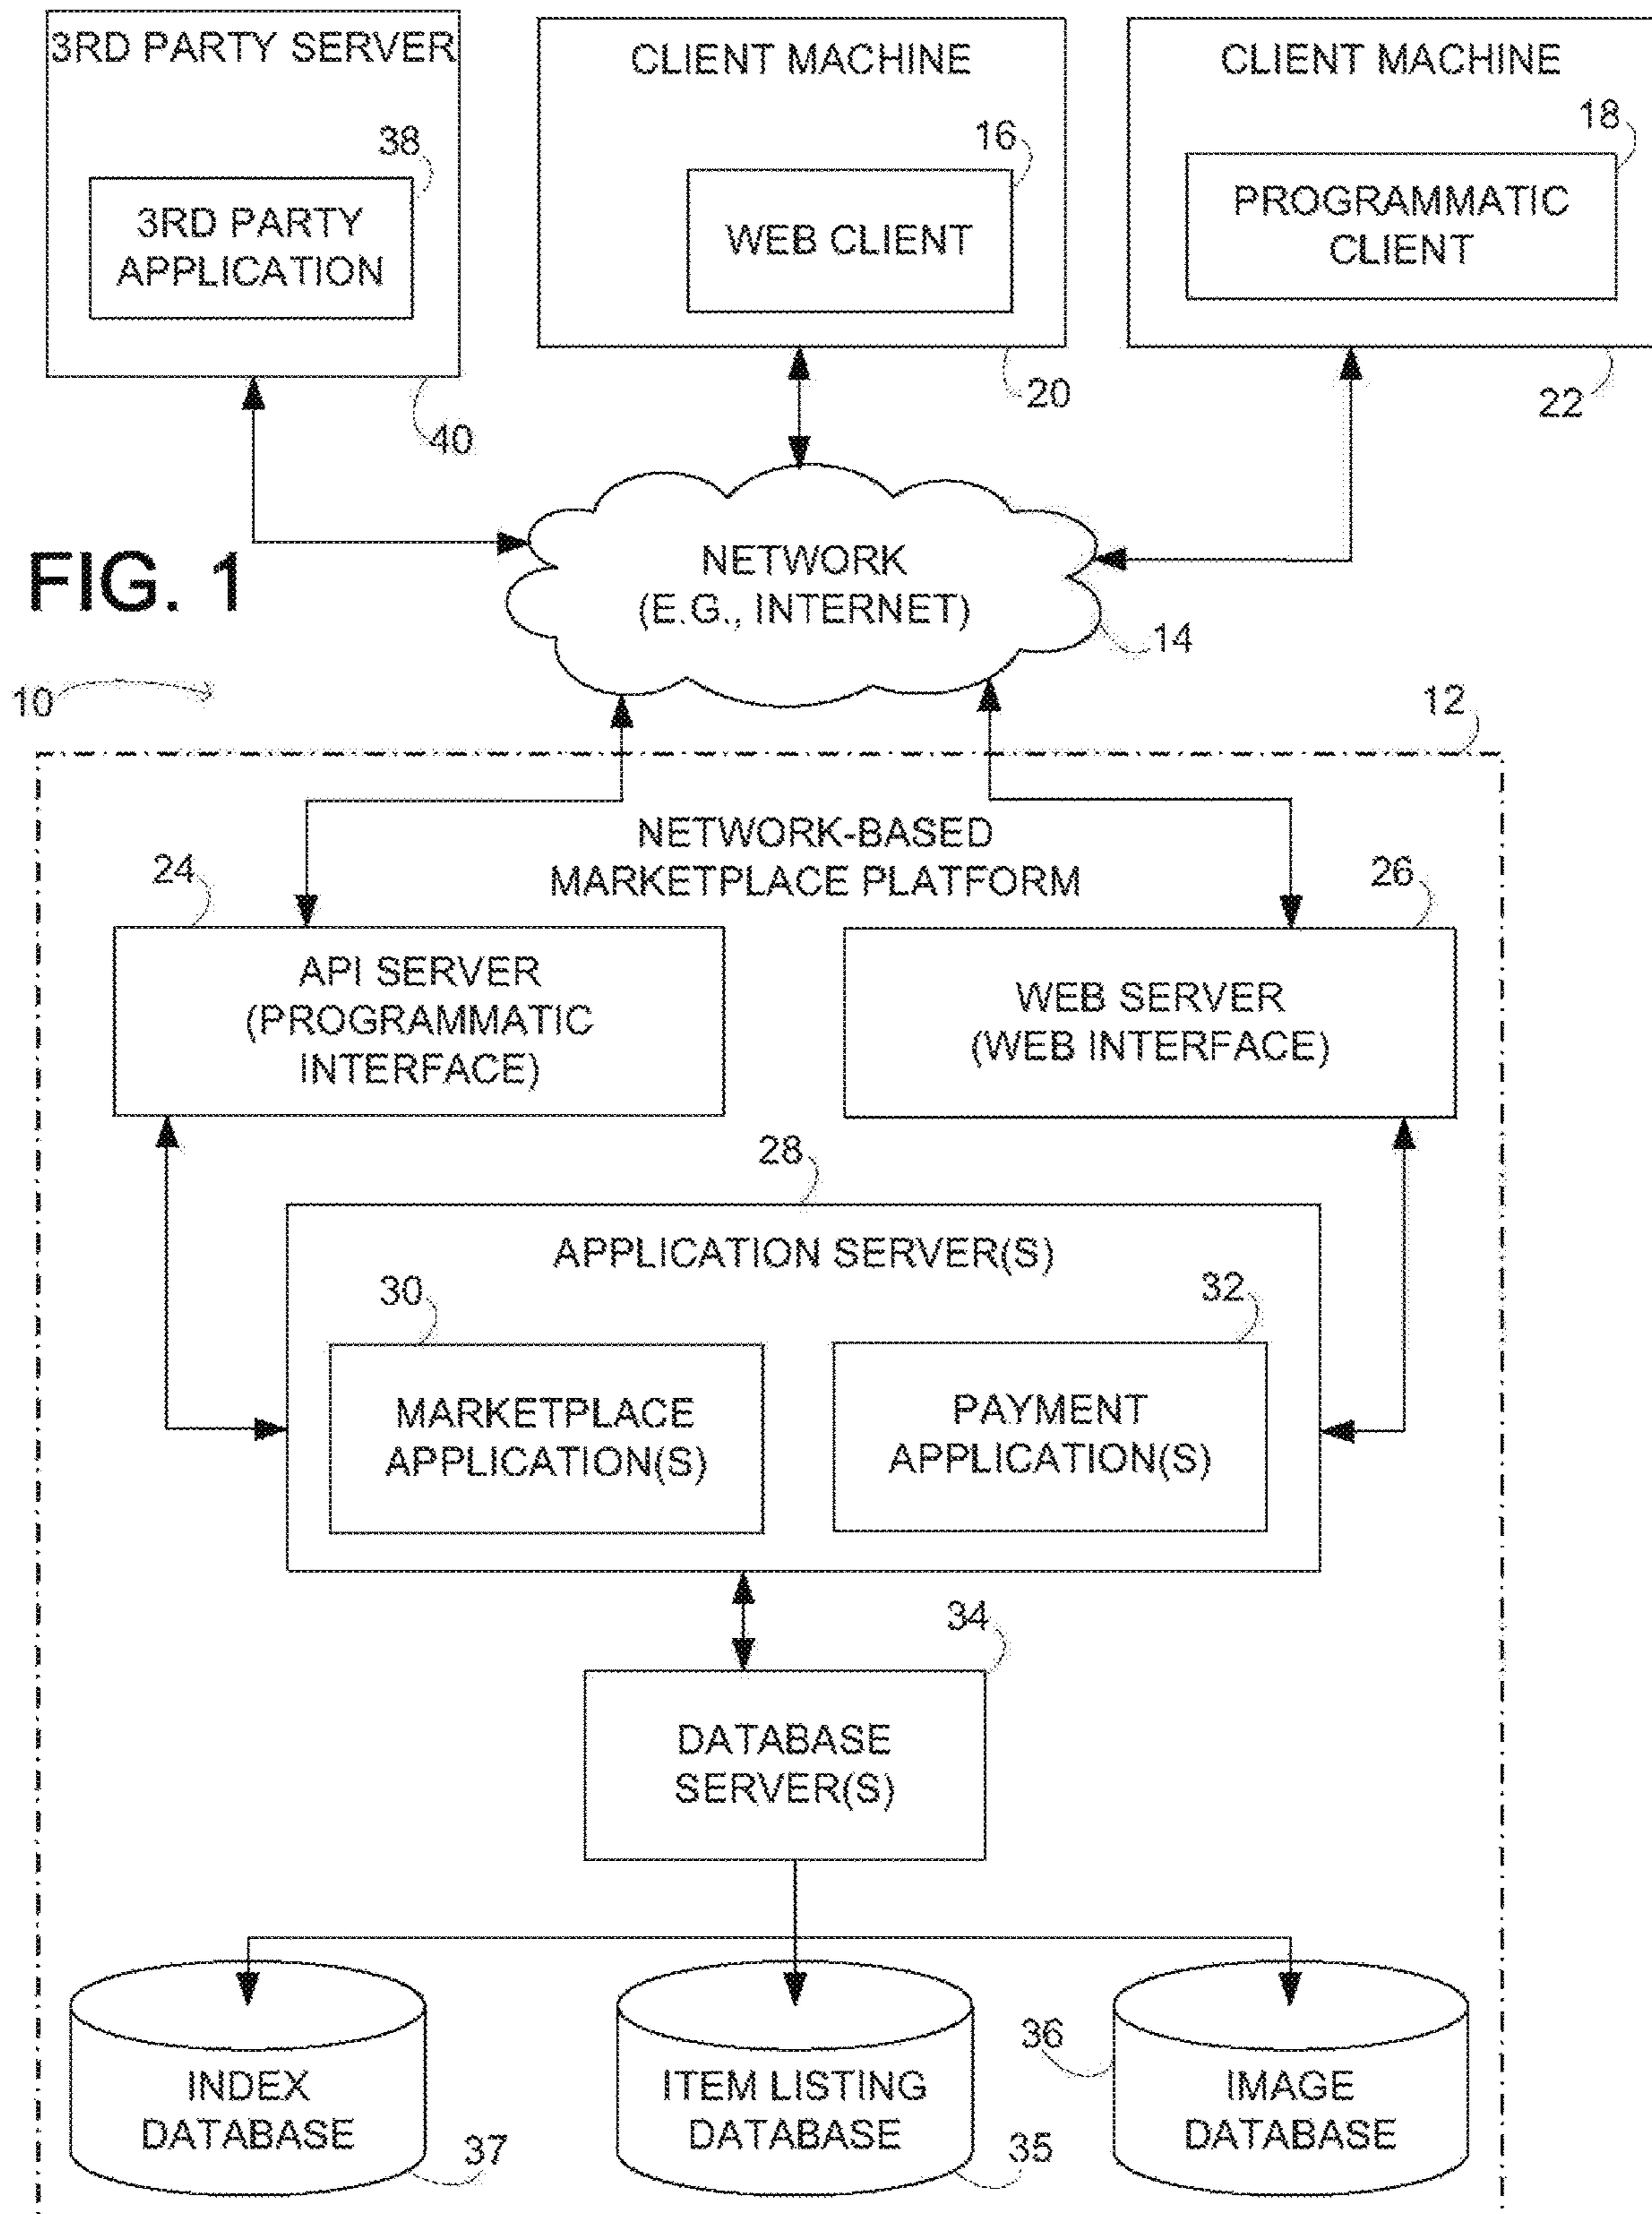 3RD PARTY SERVER
38
3RD PARTY
APPLICATION
40
CLIENT MACHINE
16
WEB CLIENT
20
CLIENT MACHINE
18
PROGRAMMATIC
CLIENT
22
FIG. 1
NETWORK
(E.G., INTERNET)
14
10
12
NETWORK-BASED
MARKETPLACE PLATFORM
24
API SERVER
(PROGRAMMATIC
INTERFACE)
26
WEB SERVER
(WEB INTERFACE)
28
APPLICATION SERVER(S)
30
MARKETPLACE
APPLICATION(S)
32
PAYMENT
APPLICATION(S)
34
DATABASE
SERVER(S)
INDEX
DATABASE
37
ITEM LISTING
DATABASE
35
36
IMAGE
DATABASE